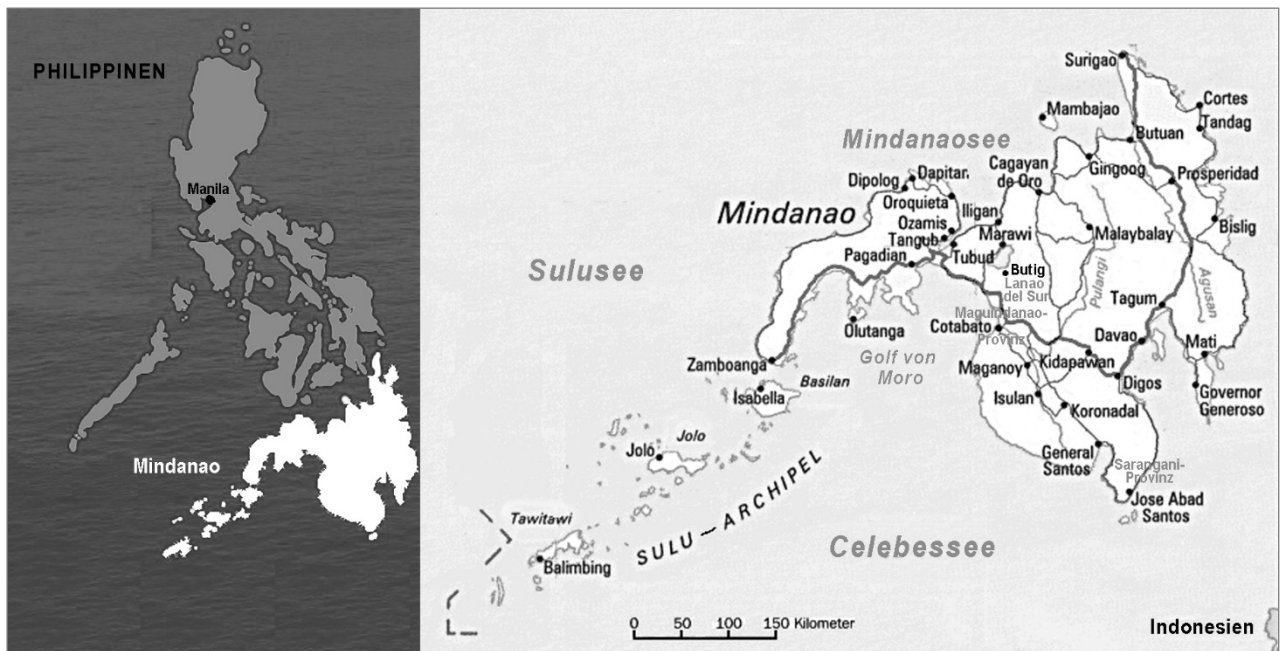 PHILIPPINEN
Manila
Mindanao
Surigao
Mambajao
Cortes
Tandag
Mindanaosee
Butuan
Cagayan
de Oro
Gingoog
Prosperidad
Dapitar.
Dipolog
Oroquieta
Mindanao
Iligan
Ozamis
Tangub
Marawi
Malaybalay
Bislig
Pagadian
Tubud
Sulusee
Butig
Lanao
del Sur
Pulangi
Agusan
Tagum
Olutanga
Maguindanao-
Provinz
Cotabato
Davao
Mati
Golf von
Moro
Zamboanga
Maganoy
Kidapawan
Digos
Basilan
Isabella
Isulan
Koronadal
Governor
Generoso
Jolo
Joló
General
Santos
Sarangani-
Provinz
Jose Abad
Santos
Tawitawi
SULU – ARCHIPEL
Celebessee
Balimbing
0 50 100 150 Kilometer
Indonesien